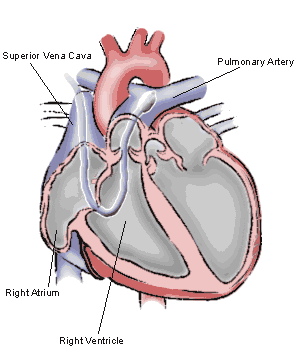 Superior Vena Cava
Pulmonary Artery
Right Atrium
Right Ventricle